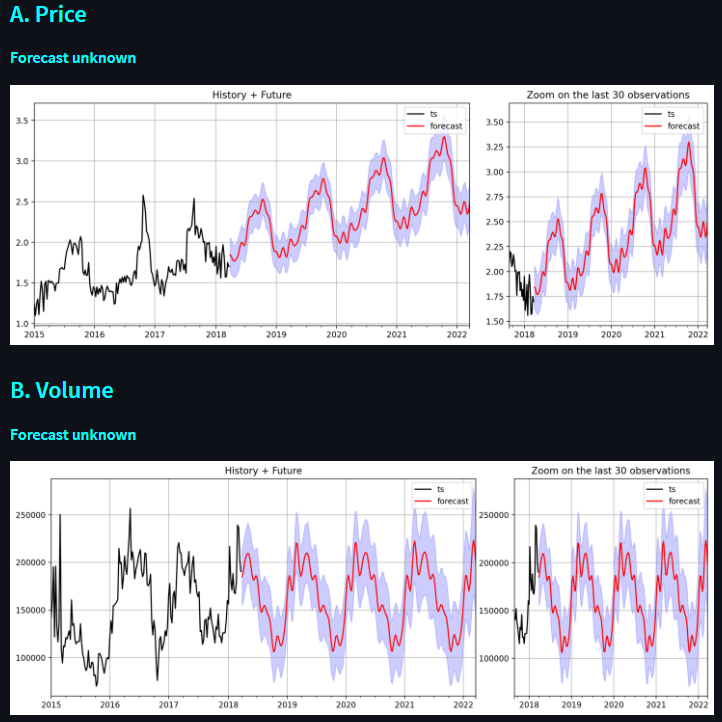 A. Price
Forecast unknown
History + Future
ts
forecast
3.5
3.0
2.5
2.0
1.5
1.0
2015 2016 2017 2018 2019 2020 2021 2022
Zoom on the last 30 observations
ts
forecast
3.50
3.25
3.00
2.75
2.50
2.25
2.00
1.75
1.50
2018 2019 2020 2021 2022
B. Volume
Forecast unknown
History + Future
ts
forecast
250000
200000
150000
100000
2015 2016 2017 2018 2019 2020 2021 2022
Zoom on the last 30 observations
ts
forecast
250000
200000
150000
100000
2018 2019 2020 2021 2022